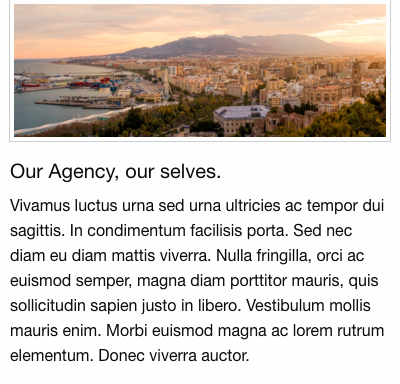 Our Agency, our selves.
Vivamus luctus urna sed urna ultricies ac tempor dui
sagittis. In condimentum facilisis porta. Sed nec
diam eu diam mattis viverra. Nulla fringilla, orci ac
euismod semper, magna diam porttitor mauris, quis
sollicitudin sapien justo in libero. Vestibulum mollis
mauris enim. Morbi euismod magna ac lorem rutrum
elementum. Donec viverra auctor.